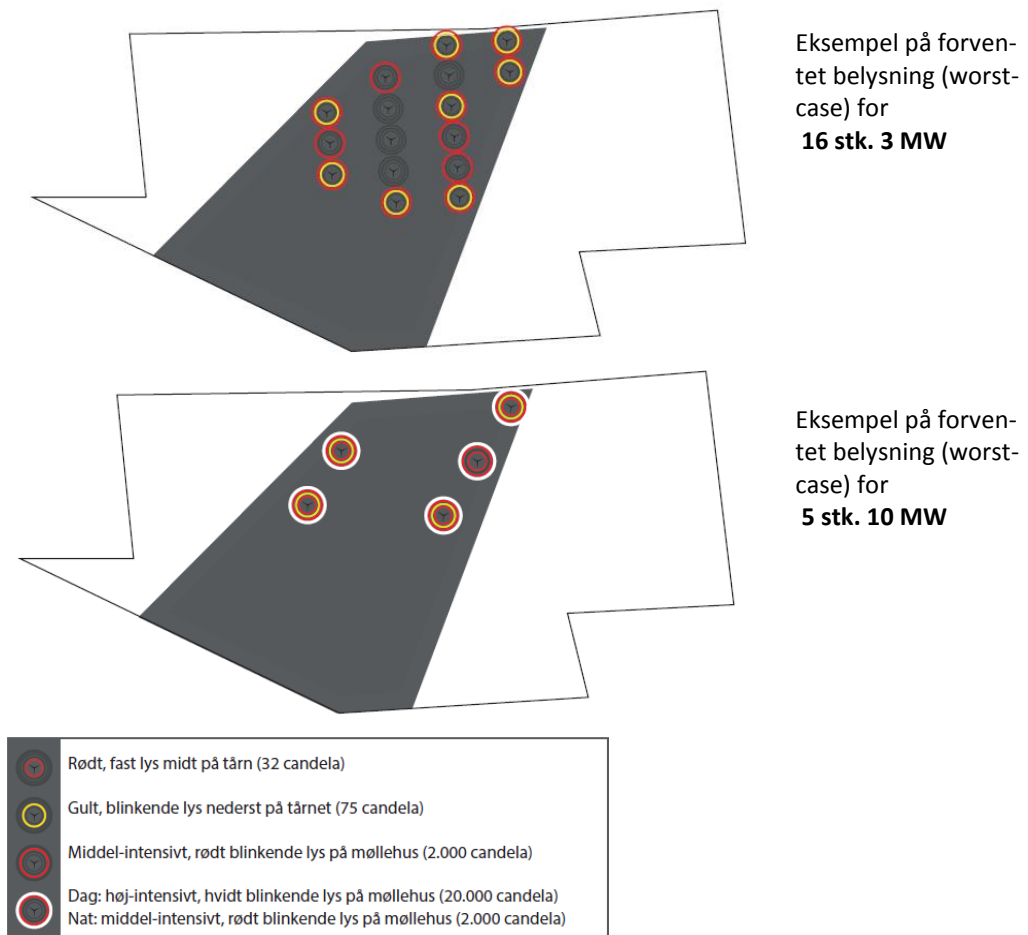 Eksempel på forven-
tet belysning (worst-
case) for
16 stk. 3 MW
Eksempel på forven-
tet belysning (worst-
case) for
5 stk. 10 MW
Rødt, fast lys midt på tårn (32 candela)
Gult, blinkende lys nederst på tårnet (75 candela)
Middel-intensivt, rødt blinkende lys på møllehus (2.000 candela)
Dag: høj-intensivt, hvidt blinkende lys på møllehus (20.000 candela)
Nat: middel-intensivt, rødt blinkende lys på møllehus (2.000 candela)